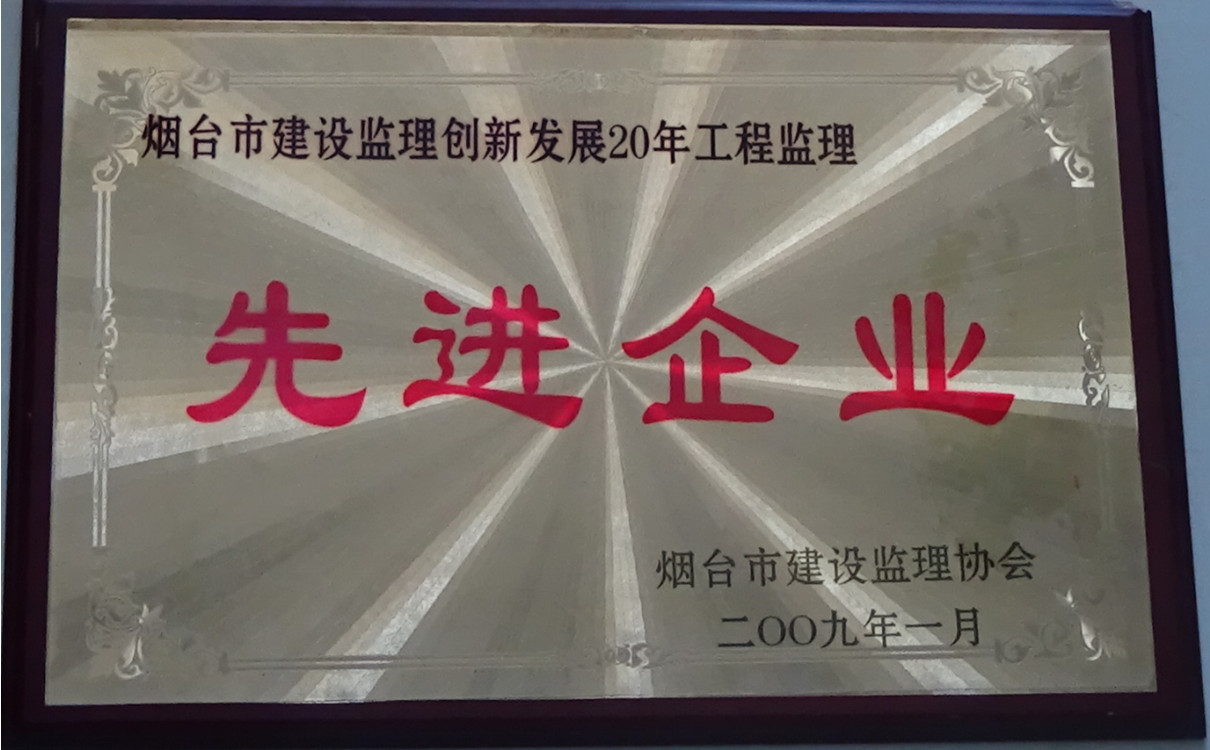 烟台市建设监理创新发展20年工程监理
先进企业
烟台市建设监理协会
二OO九年一月